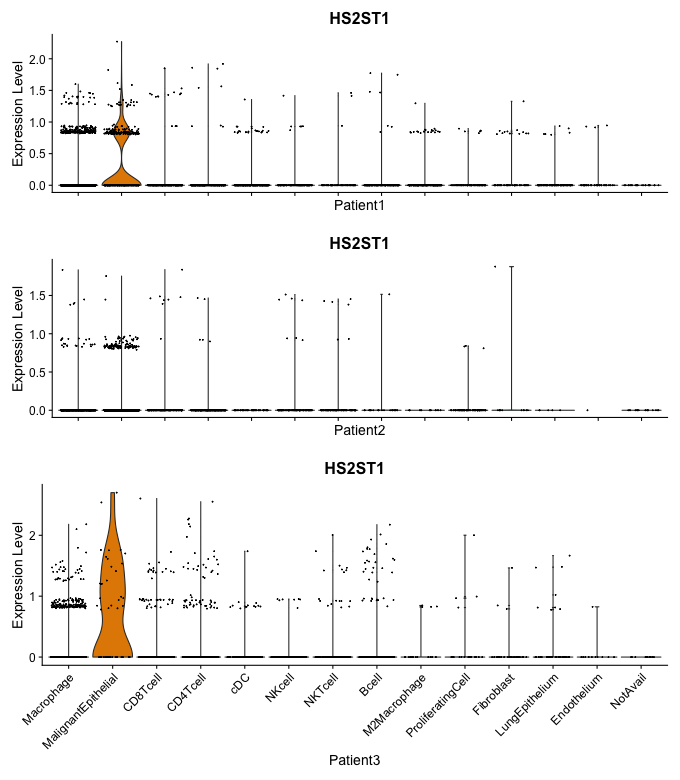 HS2ST1
Expression Level
2.0
1.5
1.0
0.5
0.0
Patient1
HS2ST1
Expression Level
1.5
1.0
0.5
0.0
Patient2
HS2ST1
Expression Level
2
1
0
Macrophage
MalignantEpithelial
CD8Tcell
CD4Tcell
cDC
NKcell
NKTcell
Bcell
M2Macrophage
ProliferatingCell
Fibroblast
LungEpithelium
Endothelium
NotAvail
Patient3